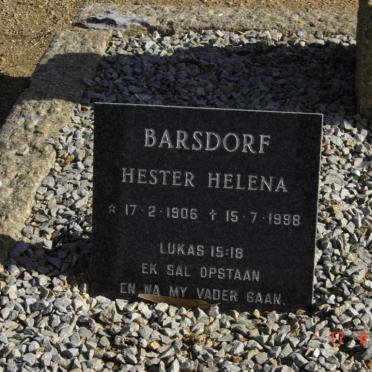 BARSDORF
HESTER HELENA
☆ 17-2-1906 + 15-7-1998
LUKAS 15:18
EK SAL OPSTAAN
EN NA MY VADER GAAN.